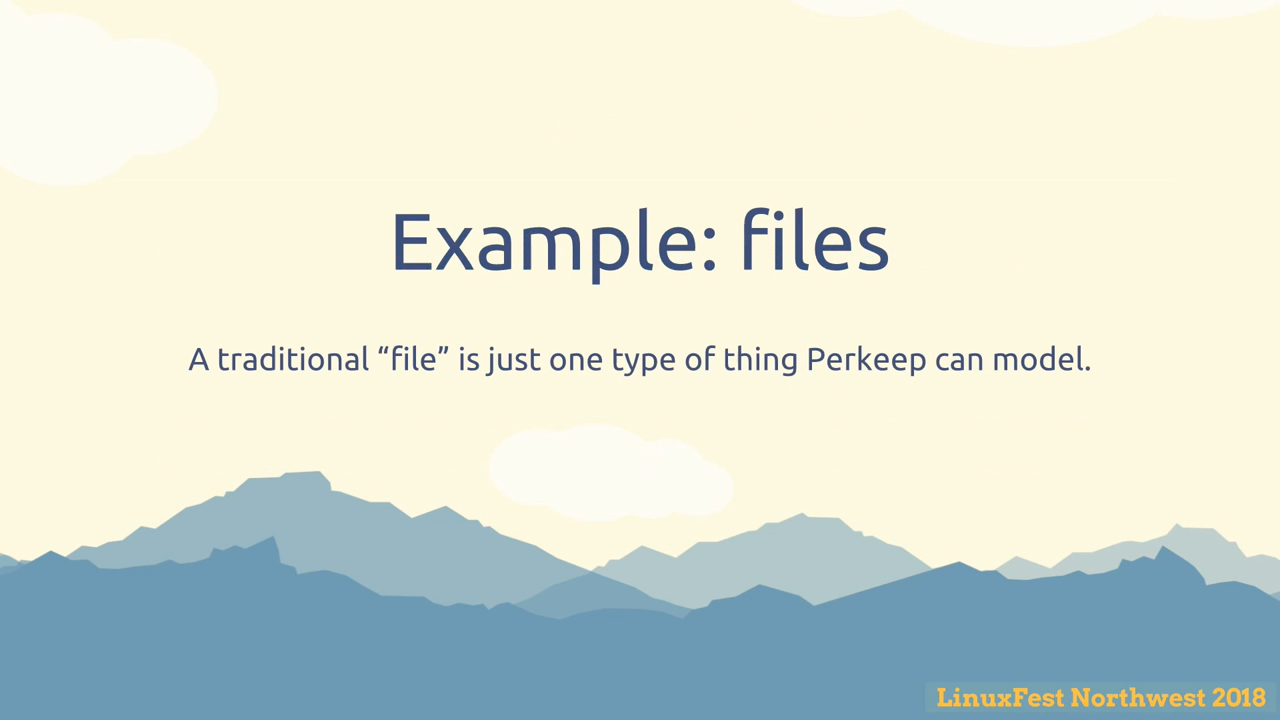 Example: files
A traditional “file” is just one type of thing Perkeep can model.
LinuxFest Northwest 2018